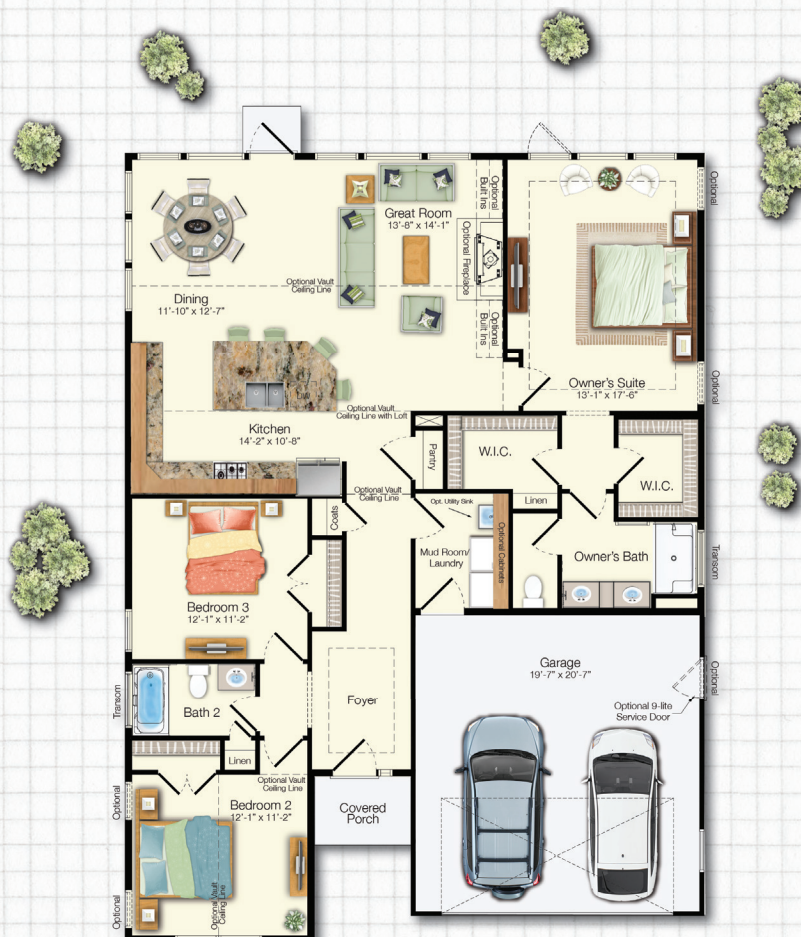 Great Room
13'-8" x 14'-1"
Optional
Built Ins
Optional Fireplace
Optional
Built Ins
Optional
Optional Vault
Ceiling Line
Dining
11'-10" x 12'-7"
Owner's Suite
13'-1" x 17'-6"
Optional
DW
Optional Vault
Ceiling Line with Loft
Kitchen
14'-2" x 10'-8"
Pantry
W.I.C.
W.I.C.
Optional Vault
Ceiling Line
Linen
Opt. Utility Sink
Coats
Optional Cabinets
Mud Room/
Laundry
Owner's Bath
Transom
Bedroom 3
12'-1" x 11'-2"
Garage
19'-7" x 20'-7"
Optional
Optional 9-lite
Service Door
Foyer
Transom
Bath 2
Linen
Optional Vault
Ceiling Line
Optional
Bedroom 2
12'-1" x 11'-2"
Covered
Porch
Optional
Optional Vault
Ceiling Line